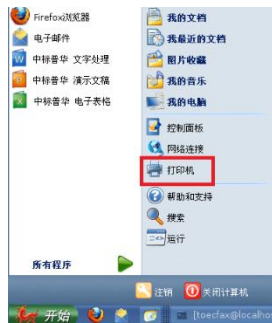 Firefox浏览器
电子邮件
中标普华 文字处理
中标普华 演示文稿
中标普华 电子表格
所有程序
我的文档
我最近的文档
图片收藏
我的音乐
我的电脑
控制面板
网络连接
打印机
帮助和支持
搜索
运行
注销
关闭计算机
开始
[toecfax@localhos